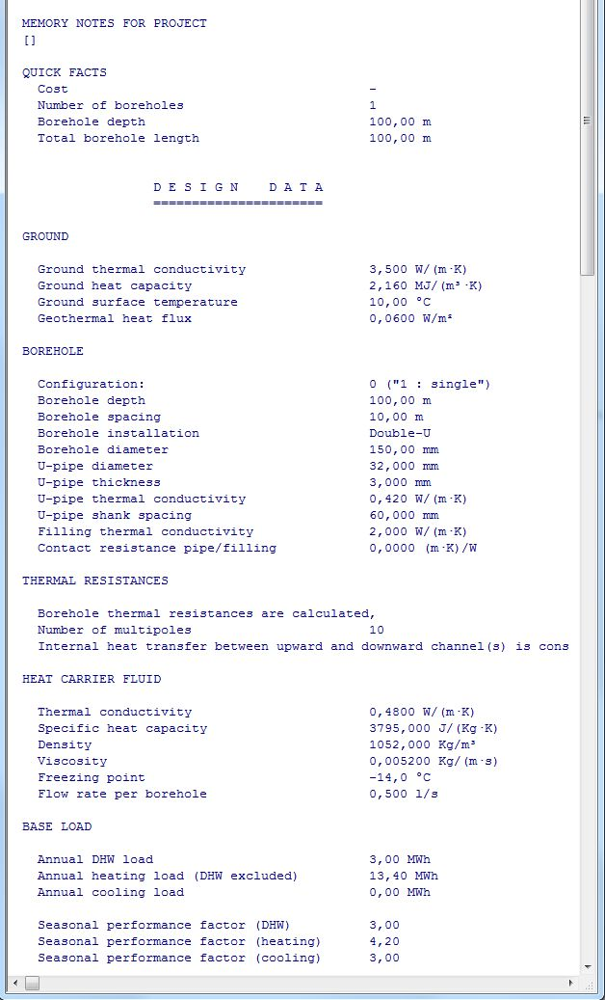 MEMORY NOTES FOR PROJECT
[]
QUICK FACTS
Cost -
Number of boreholes 1
Borehole depth 100,00 m
Total borehole length 100,00 m
D E S I G N   D A T A
======================
GROUND
Ground thermal conductivity 3,500 W/(m·K)
Ground heat capacity 2,160 MJ/(m³·K)
Ground surface temperature 10,00 °C
Geothermal heat flux 0,0600 W/m²
BOREHOLE
Configuration: 0 ("1 : single")
Borehole depth 100,00 m
Borehole spacing 10,00 m
Borehole installation Double-U
Borehole diameter 150,00 mm
U-pipe diameter 32,000 mm
U-pipe thickness 3,000 mm
U-pipe thermal conductivity 0,420 W/(m·K)
U-pipe shank spacing 60,000 mm
Filling thermal conductivity 2,000 W/(m·K)
Contact resistance pipe/filling 0,0000 (m·K)/W
THERMAL RESISTANCES
Borehole thermal resistances are calculated,
Number of multipoles 10
Internal heat transfer between upward and downward channel(s) is cons
HEAT CARRIER FLUID
Thermal conductivity 0,4800 W/(m·K)
Specific heat capacity 3795,000 J/(Kg·K)
Density 1052,000 Kg/m³
Viscosity 0,005200 Kg/(m·s)
Freezing point -14,0 °C
Flow rate per borehole 0,500 l/s
BASE LOAD
Annual DHW load 3,00 MWh
Annual heating load (DHW excluded) 13,40 MWh
Annual cooling load 0,00 MWh
Seasonal performance factor (DHW) 3,00
Seasonal performance factor (heating) 4,20
Seasonal performance factor (cooling) 3,00